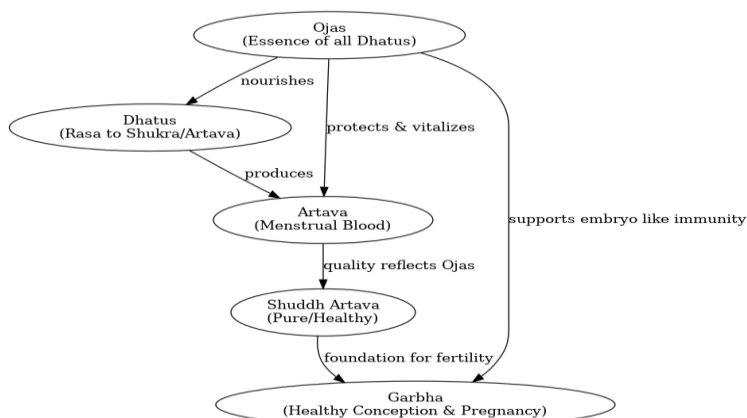 Ojas
(Essence of all Dhatus)
nourishes
Dhatus
(Rasa to Shukra/Artava)
protects & vitalizes
produces
Artava
(Menstrual Blood)
supports embryo like immunity
quality reflects Ojas
Shuddh Artava
(Pure/Healthy)
foundation for fertility
Garbha
(Healthy Conception & Pregnancy)